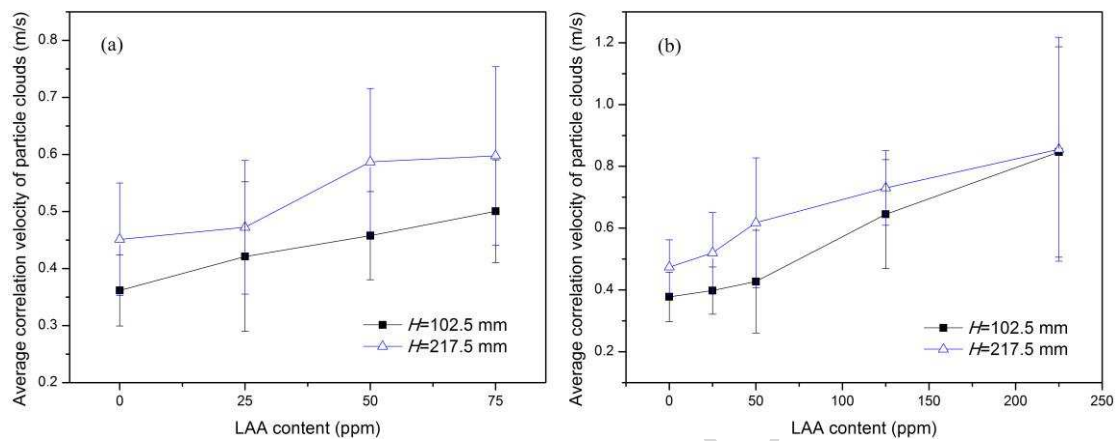 Average correlation velocity of particle clouds (m/s)
(a)
0.8
0.7
0.6
0.5
0.4
0.3
0.2
0
25
50
75
LAA content (ppm)
H=102.5 mm
H=217.5 mm
Average correlation velocity of particle clouds (m/s)
(b)
1.2
1.0
0.8
0.6
0.4
0.2
0
50
100
150
200
250
LAA content (ppm)
H=102.5 mm
H=217.5 mm